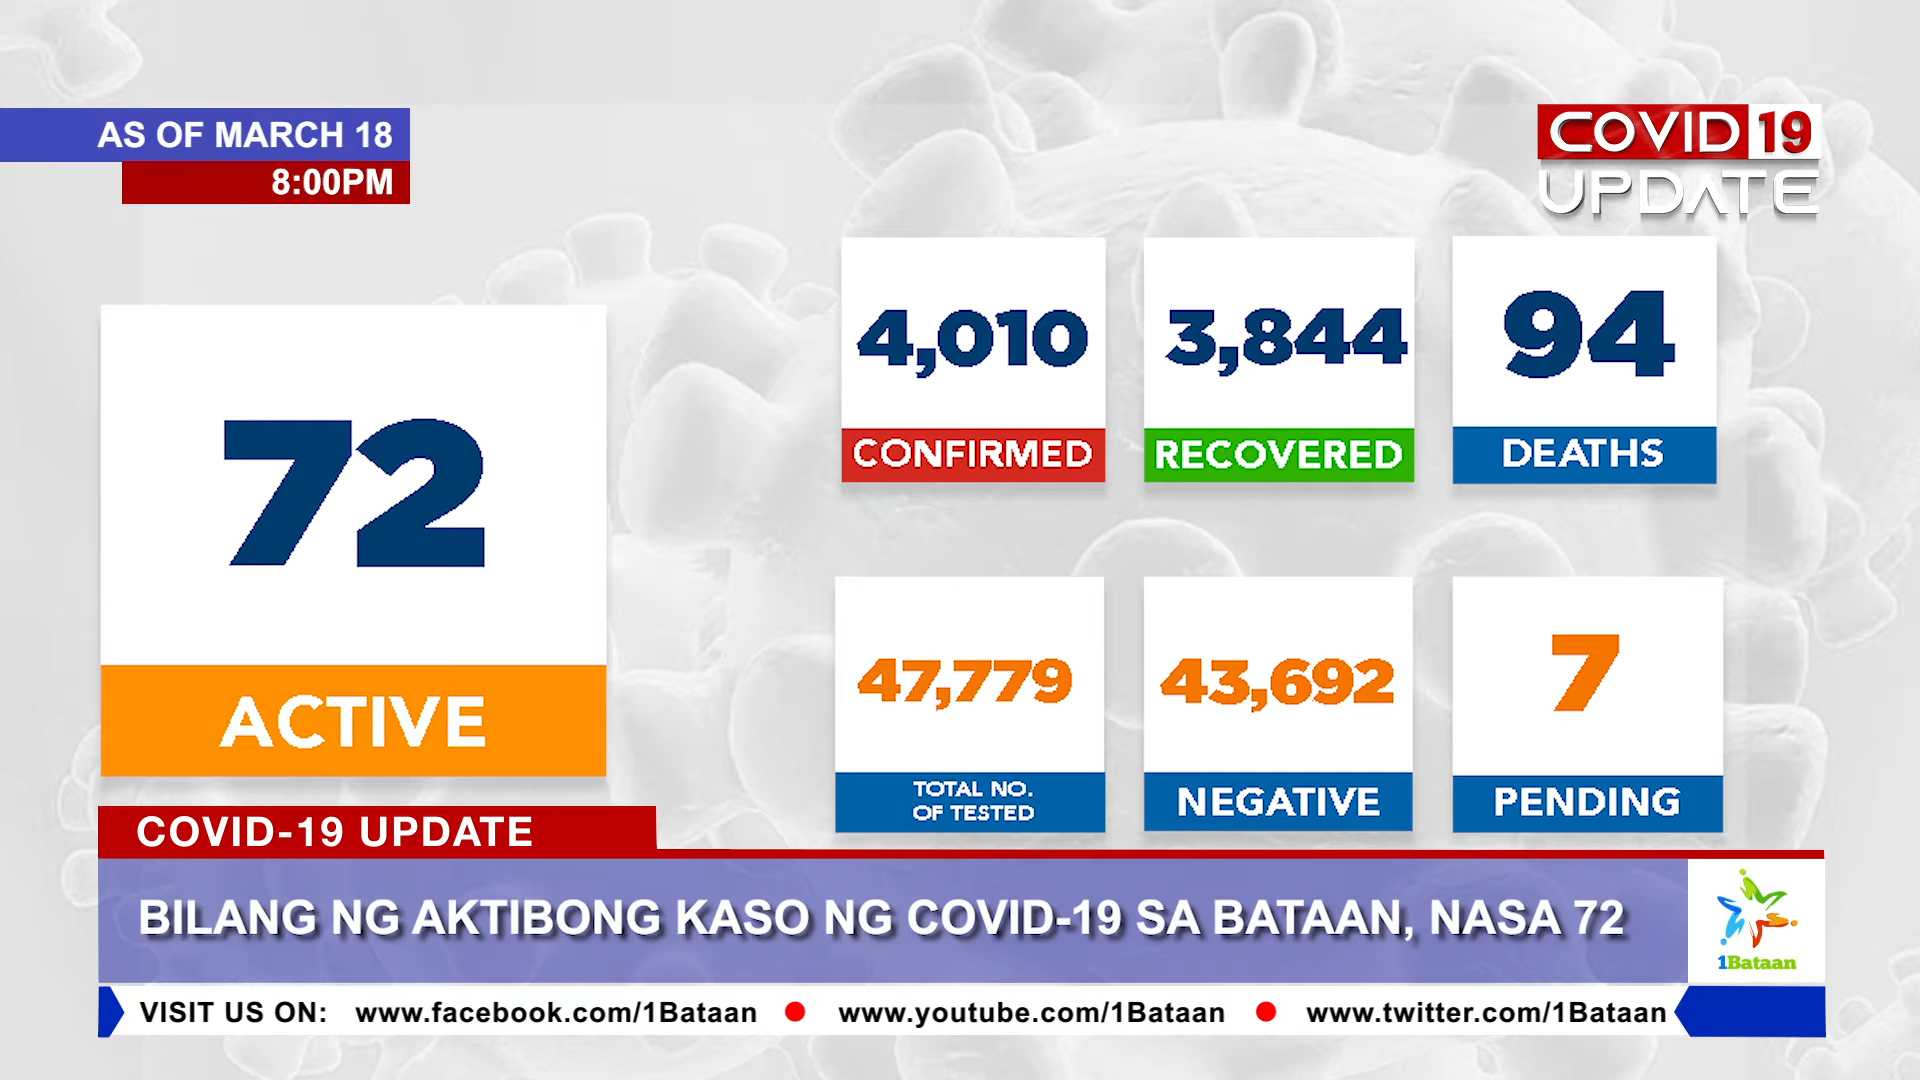 AS OF MARCH 18
8:00PM
COVID 19
UPDATE
72
ACTIVE
4,010
CONFIRMED
3,844
RECOVERED
94
DEATHS
47,779
TOTAL NO.
OF TESTED
43,692
NEGATIVE
7
PENDING
COVID-19 UPDATE
BILANG NG AKTIBONG KASO NG COVID-19 SA BATAAN, NASA 72
1Bataan
VISIT US ON: www.facebook.com/1Bataan ● www.youtube.com/1Bataan ● www.twitter.com/1Bataan